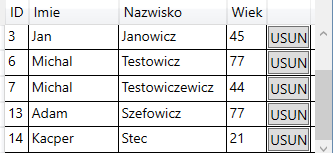 ID Imie Nazwisko Wiek
3 Jan Janowicz 45 USUN
6 Michal Testowicz 77 USUN
7 Michal Testowiczewicz 44 USUN
13 Adam Szefowicz 77 USUN
14 Kacper Stec 21 USUN